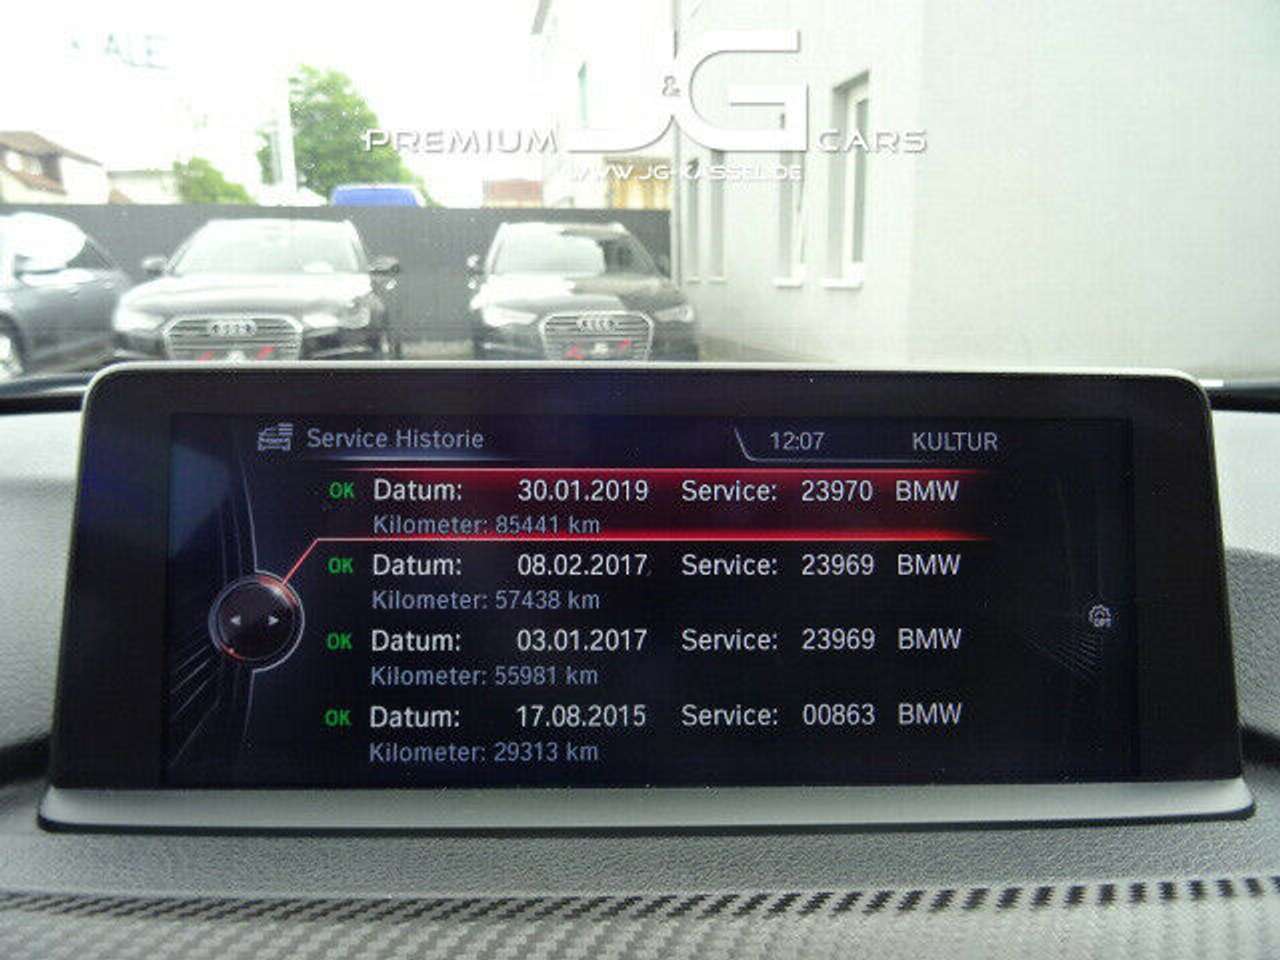 J&G
PREMIUM CARS
WWW.JG-KASSEL.DE
Service Historie 12:07 KULTUR
OK Datum: 30.01.2019 Service: 23970 BMW
Kilometer: 85441 km
OK Datum: 08.02.2017 Service: 23969 BMW
Kilometer: 57438 km
OK Datum: 03.01.2017 Service: 23969 BMW
Kilometer: 55981 km
OPT
OK Datum: 17.08.2015 Service: 00863 BMW
Kilometer: 29313 km